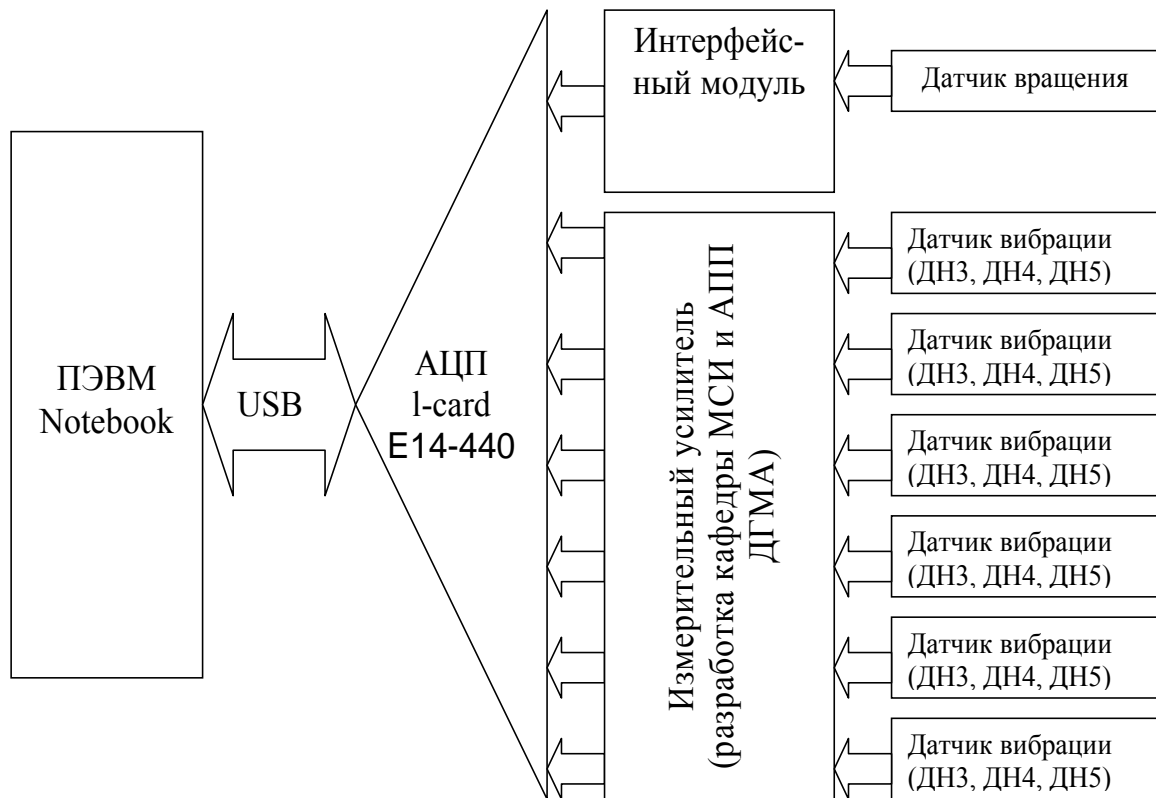 ПЭВМ
Notebook
USB
АЦП
l-card
E14-440
Интерфейс-
ный модуль
Измерительный усилитель
(разработка кафедры МСИ и АПП
ДГМА)
Датчик вращения
Датчик вибрации
(ДН3, ДН4, ДН5)
Датчик вибрации
(ДН3, ДН4, ДН5)
Датчик вибрации
(ДН3, ДН4, ДН5)
Датчик вибрации
(ДН3, ДН4, ДН5)
Датчик вибрации
(ДН3, ДН4, ДН5)
Датчик вибрации
(ДН3, ДН4, ДН5)